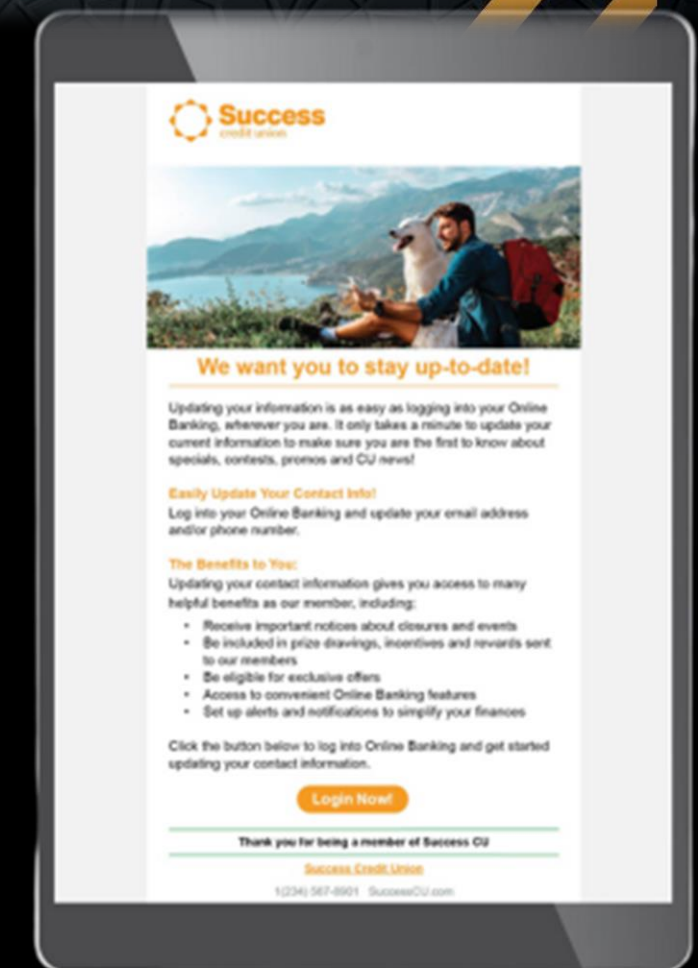 Success
credit union
We want you to stay up-to-date!
Updating your information is as easy as logging into your Online
Banking, wherever you are. It only takes a minute to update your
current information to make sure you are the first to know about
specials, contests, promos and CU news!
Easily Update Your Contact Info!
Log into your Online Banking and update your email address
and/or phone number.
The Benefits to You:
Updating your contact information gives you access to many
helpful benefits as our member, including:
• Receive important notices about closures and events
• Be included in prize drawings, incentives and rewards sent
to our members
• Be eligible for exclusive offers
• Access to convenient Online Banking features
• Set up alerts and notifications to simplify your finances
Click the button below to log into Online Banking and get started
updating your contact information.
Login Now!
Thank you for being a member of Success CU
Success Credit Union
1(234) 567-8901 SuccessCU.com